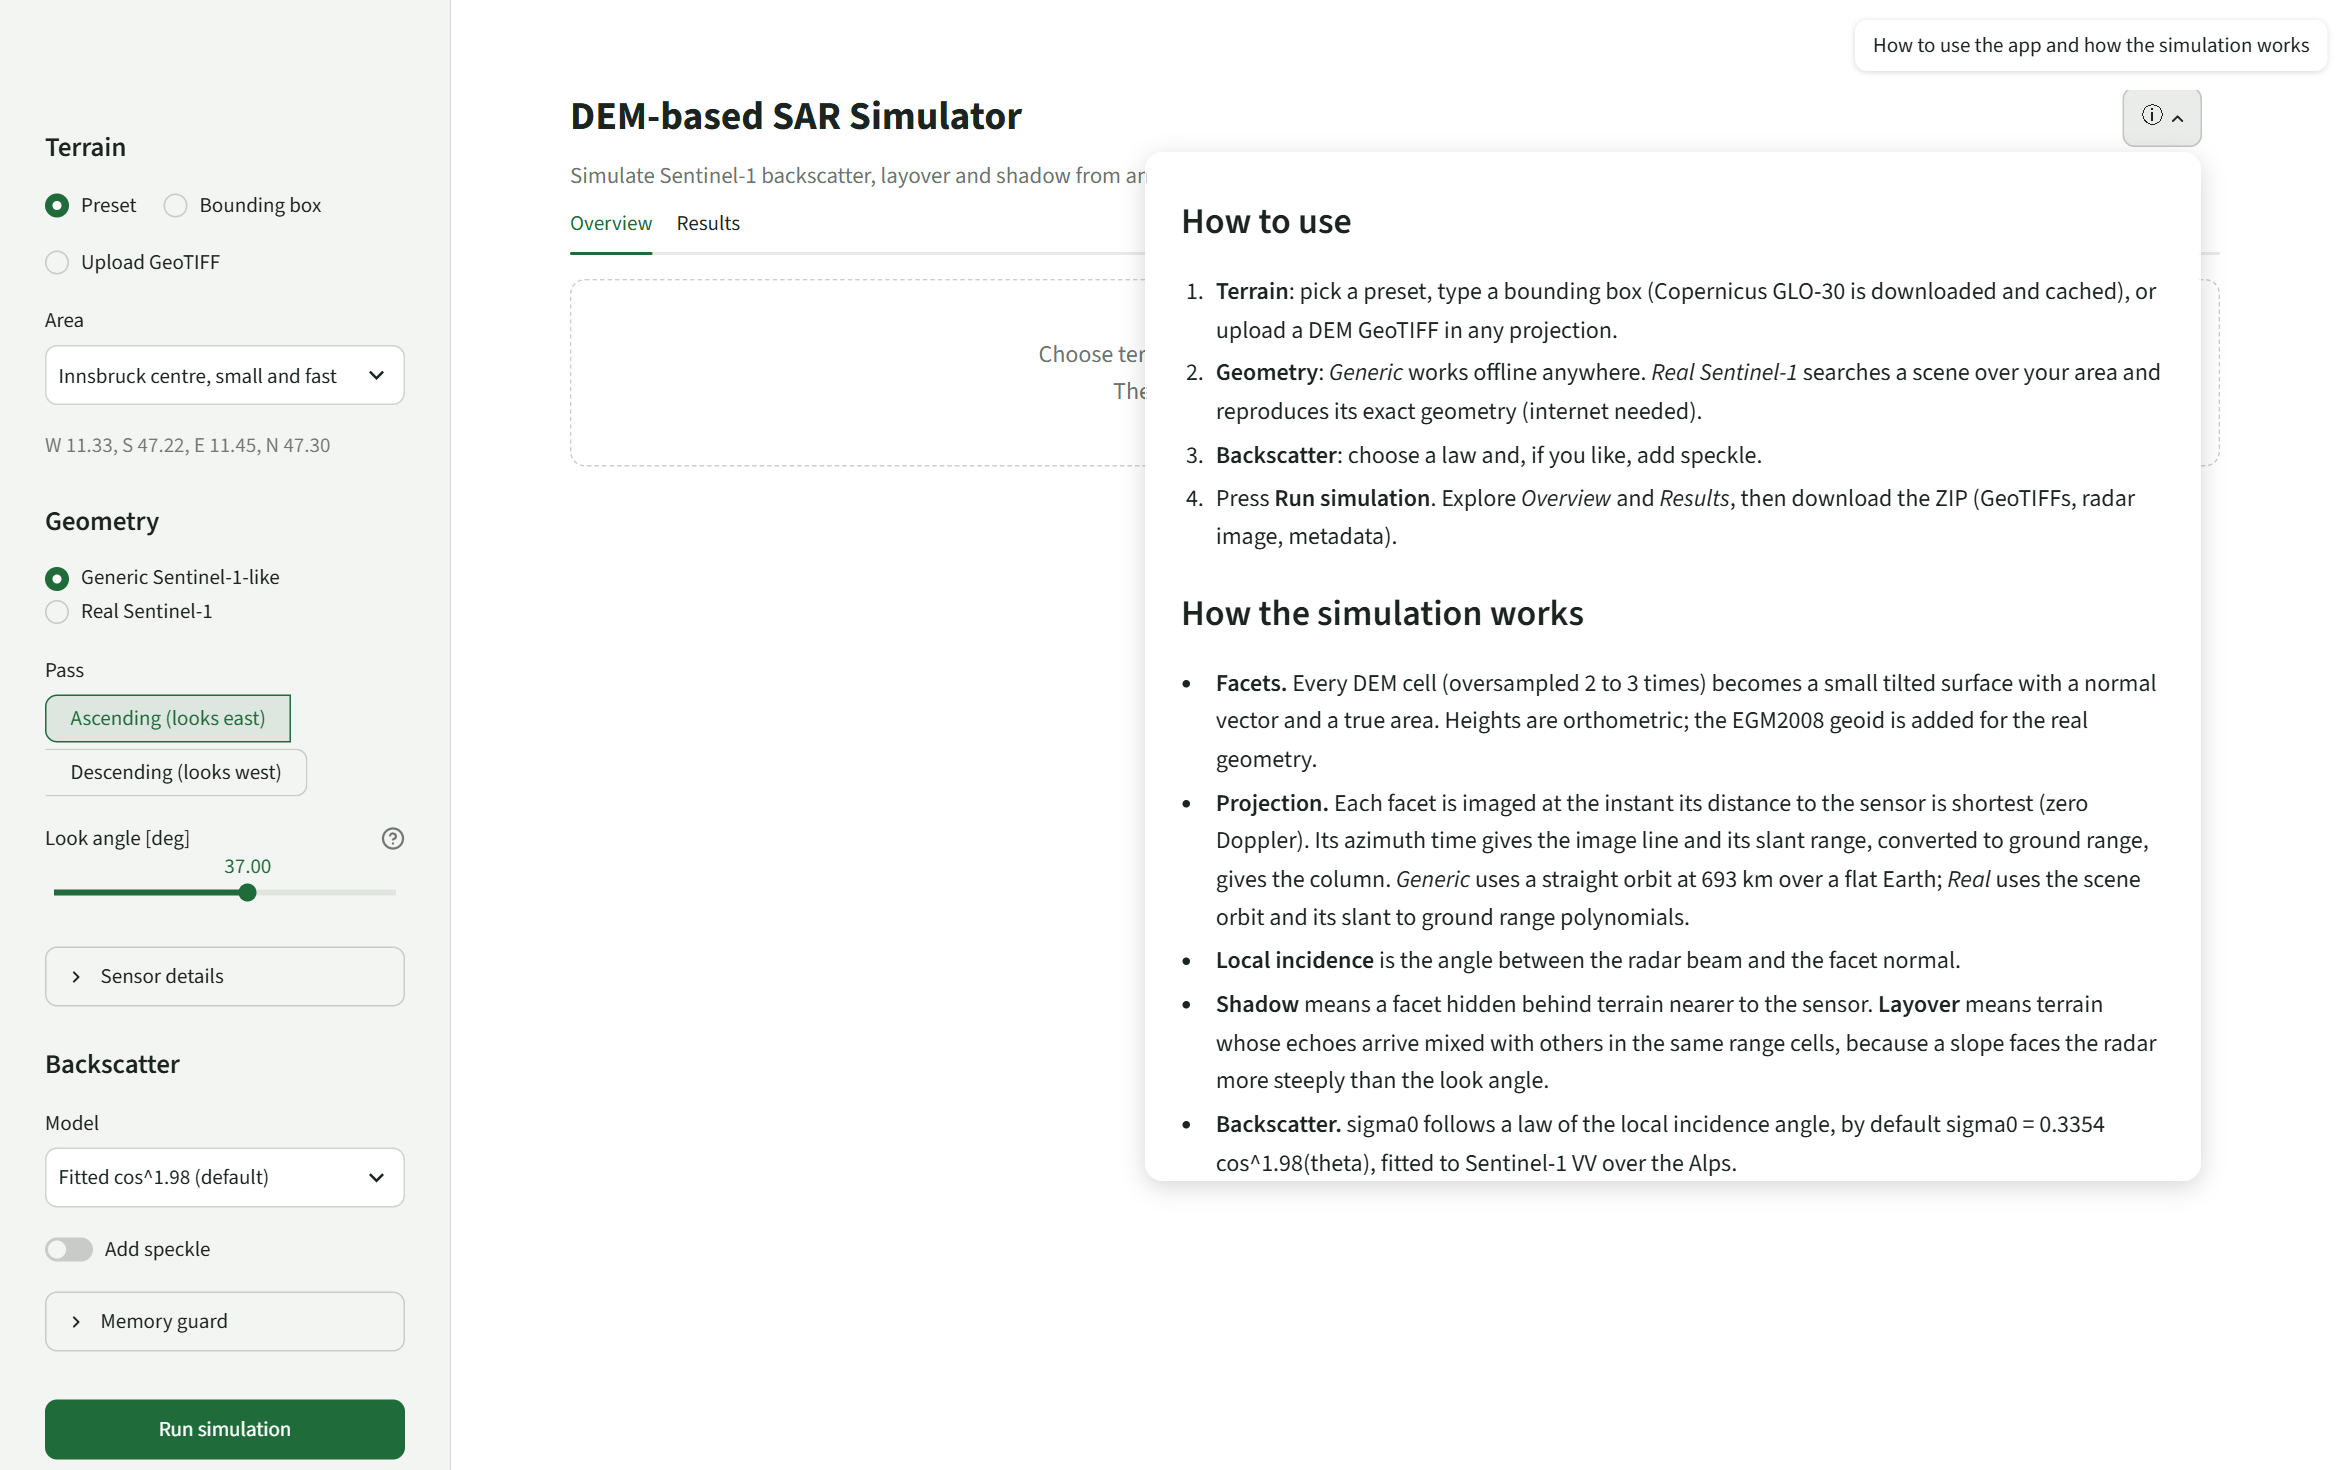 Terrain
Preset
Bounding box
Upload GeoTIFF
Area
Innsbruck centre, small and fast
W 11.33, S 47.22, E 11.45, N 47.30
Geometry
Generic Sentinel-1-like
Real Sentinel-1
Pass
Ascending (looks east)
Descending (looks west)
Look angle [deg]
37.00
Sensor details
Backscatter
Model
Fitted cos^1.98 (default)
Add speckle
Memory guard
Run simulation
How to use the app and how the simulation works
DEM-based SAR Simulator
Simulate Sentinel-1 backscatter, layover and shadow from
Overview Results
Choose
The
How to use
1. Terrain: pick a preset, type a bounding box (Copernicus GLO-30 is downloaded and cached), or
upload a DEM GeoTIFF in any projection.
2. Geometry: Generic works offline anywhere. Real Sentinel-1 searches a scene over your area and
reproduces its exact geometry (internet needed).
3. Backscatter: choose a law and, if you like, add speckle.
4. Press Run simulation. Explore Overview and Results, then download the ZIP (GeoTIFFs, radar
image, metadata).
How the simulation works
• Facets. Every DEM cell (oversampled 2 to 3 times) becomes a small tilted surface with a normal
vector and a true area. Heights are orthometric; the EGM2008 geoid is added for the real
geometry.
• Projection. Each facet is imaged at the instant its distance to the sensor is shortest (zero
Doppler). Its azimuth time gives the image line and its slant range, converted to ground range,
gives the column. Generic uses a straight orbit at 693 km over a flat Earth; Real uses the scene
orbit and its slant to ground range polynomials.
• Local incidence is the angle between the radar beam and the facet normal.
• Shadow means a facet hidden behind terrain nearer to the sensor. Layover means terrain
whose echoes arrive mixed with others in the same range cells, because a slope faces the radar
more steeply than the look angle.
• Backscatter. sigma0 follows a law of the local incidence angle, by default sigma0 = 0.3354
cos^1.98(theta), fitted to Sentinel-1 VV over the Alps.